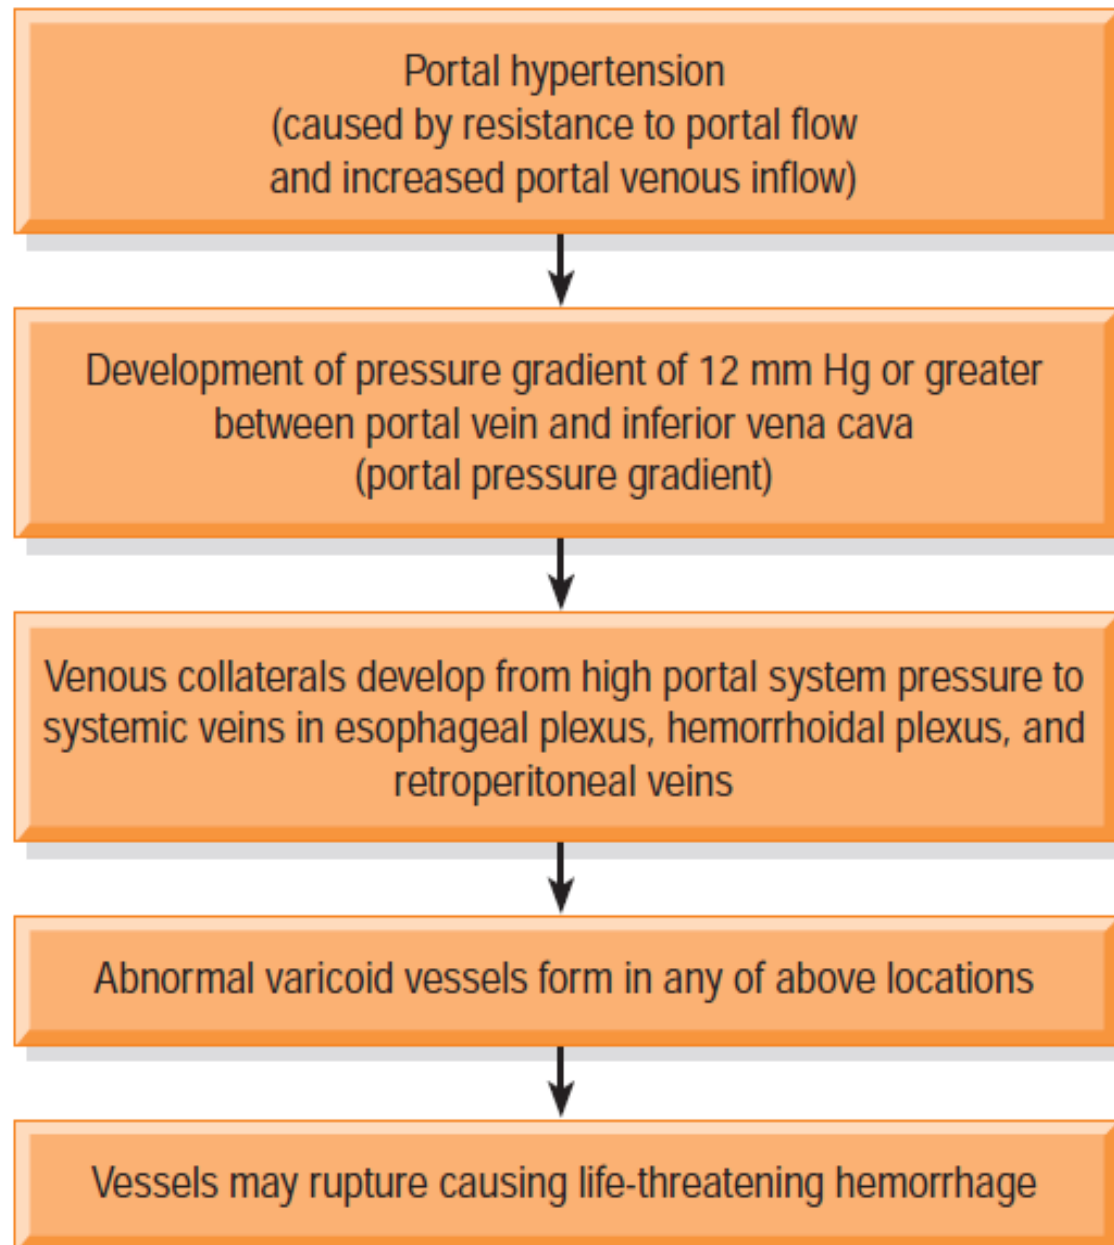 Portal hypertension
(caused by resistance to portal flow
and increased portal venous inflow)
Development of pressure gradient of 12 mm Hg or greater
between portal vein and inferior vena cava
(portal pressure gradient)
Venous collaterals develop from high portal system pressure to
systemic veins in esophageal plexus, hemorrhoidal plexus, and
retroperitoneal veins
Abnormal varicoid vessels form in any of above locations
Vessels may rupture causing life-threatening hemorrhage